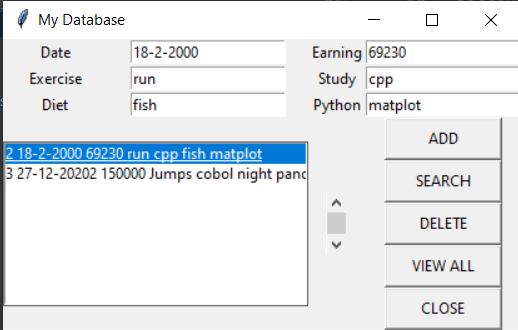 My Database
Date 18-2-2000 Earning 69230
Exercise run Study cpp
Diet fish Python matplot
2 18-2-2000 69230 run cpp fish matplot
3 27-12-20202 150000 Jumps cobol night
ADD
SEARCH
DELETE
VIEW ALL
CLOSE